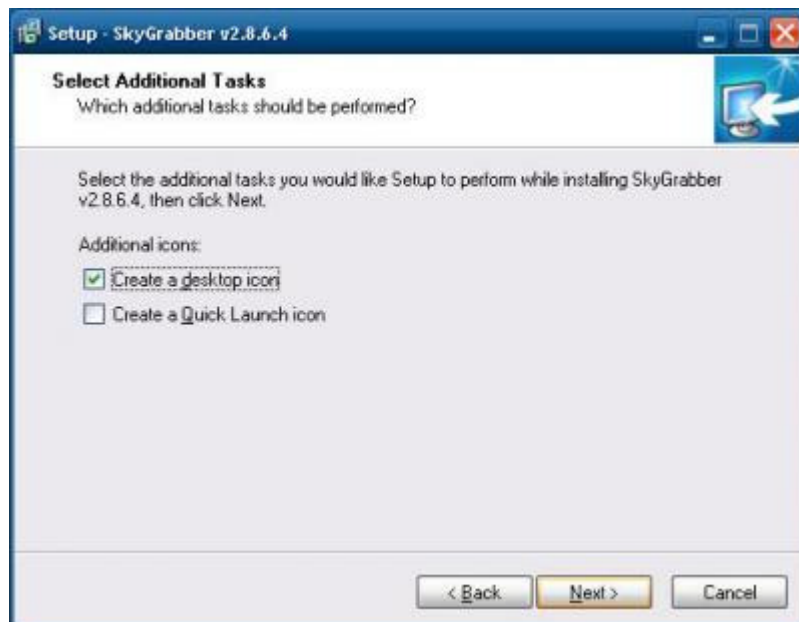 Setup - SkyGrabber v2.8.6.4
Select Additional Tasks
Which additional tasks should be performed?
Select the additional tasks you would like Setup to perform while installing SkyGrabber
v2.8.6.4, then click Next.
Additional icons:
Create a desktop icon
Create a Quick Launch icon
< Back Next > Cancel